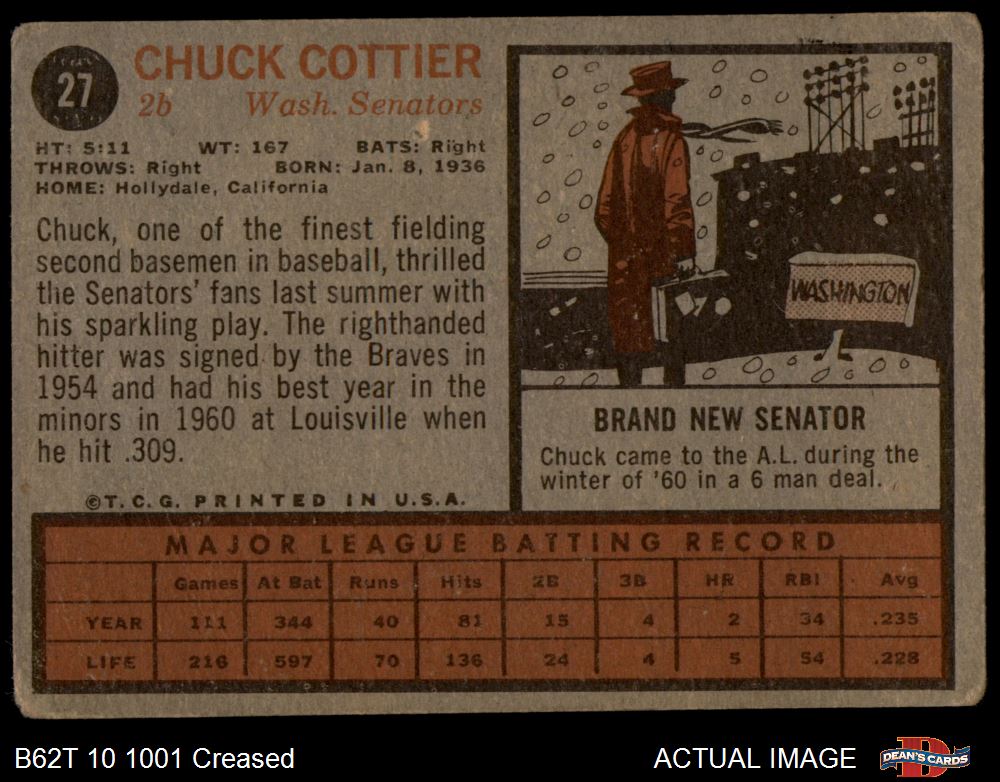 27
CHUCK COTTIER
2b Wash. Senators
HT: 5:11 WT: 167 BATS: Right
THROWS: Right BORN: Jan. 8, 1936
HOME: Hollydale, California
Chuck, one of the finest fielding
second basemen in baseball, thrilled
the Senators' fans last summer with
his sparkling play. The righthanded
hitter was signed by the Braves in
1954 and had his best year in the
minors in 1960 at Louisville when
he hit .309.
©T.C.G. PRINTED IN U.S.A.
WASHINGTON
BRAND NEW SENATOR
Chuck came to the A.L. during the
winter of '60 in a 6 man deal.
MAJOR LEAGUE BATTING RECORD
Games At Bat Runs Hits 2B 3B HR RBI Avg
YEAR 111 344 40 81 15 4 2 34 .235
LIFE 216 597 70 136 24 4 5 54 .228
B62T 10 1001 Creased
ACTUAL IMAGE
DEAN'S CARDS